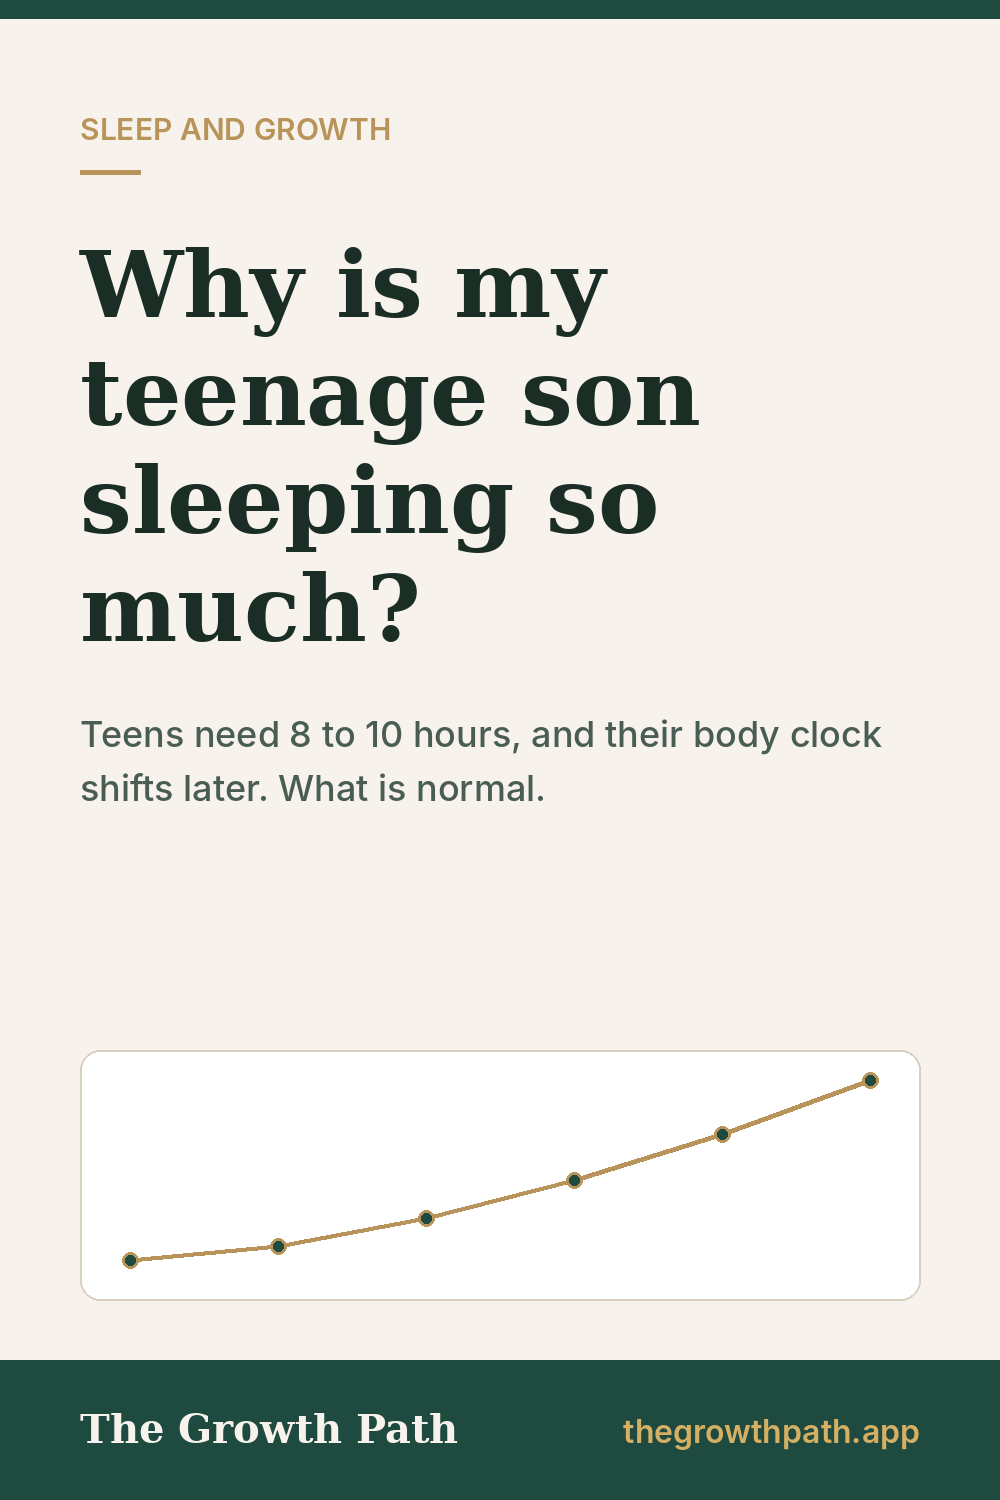 SLEEP AND GROWTH
Why is my
teenage son
sleeping so
much?
Teens need 8 to 10 hours, and their body clock
shifts later. What is normal.
The Growth Path
thegrowthpath.app